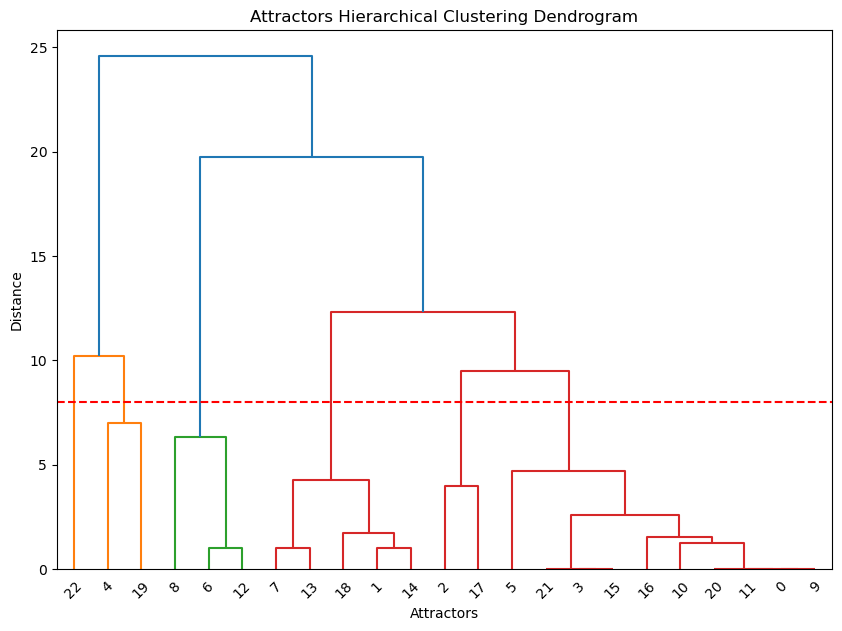 Attractors Hierarchical Clustering Dendrogram
25
20
15
10
5
0
Distance
22 4 19 8 6 12 7 13 18 1 14 2 17 5 21 3 15 16 10 20 11 0 9
Attractors